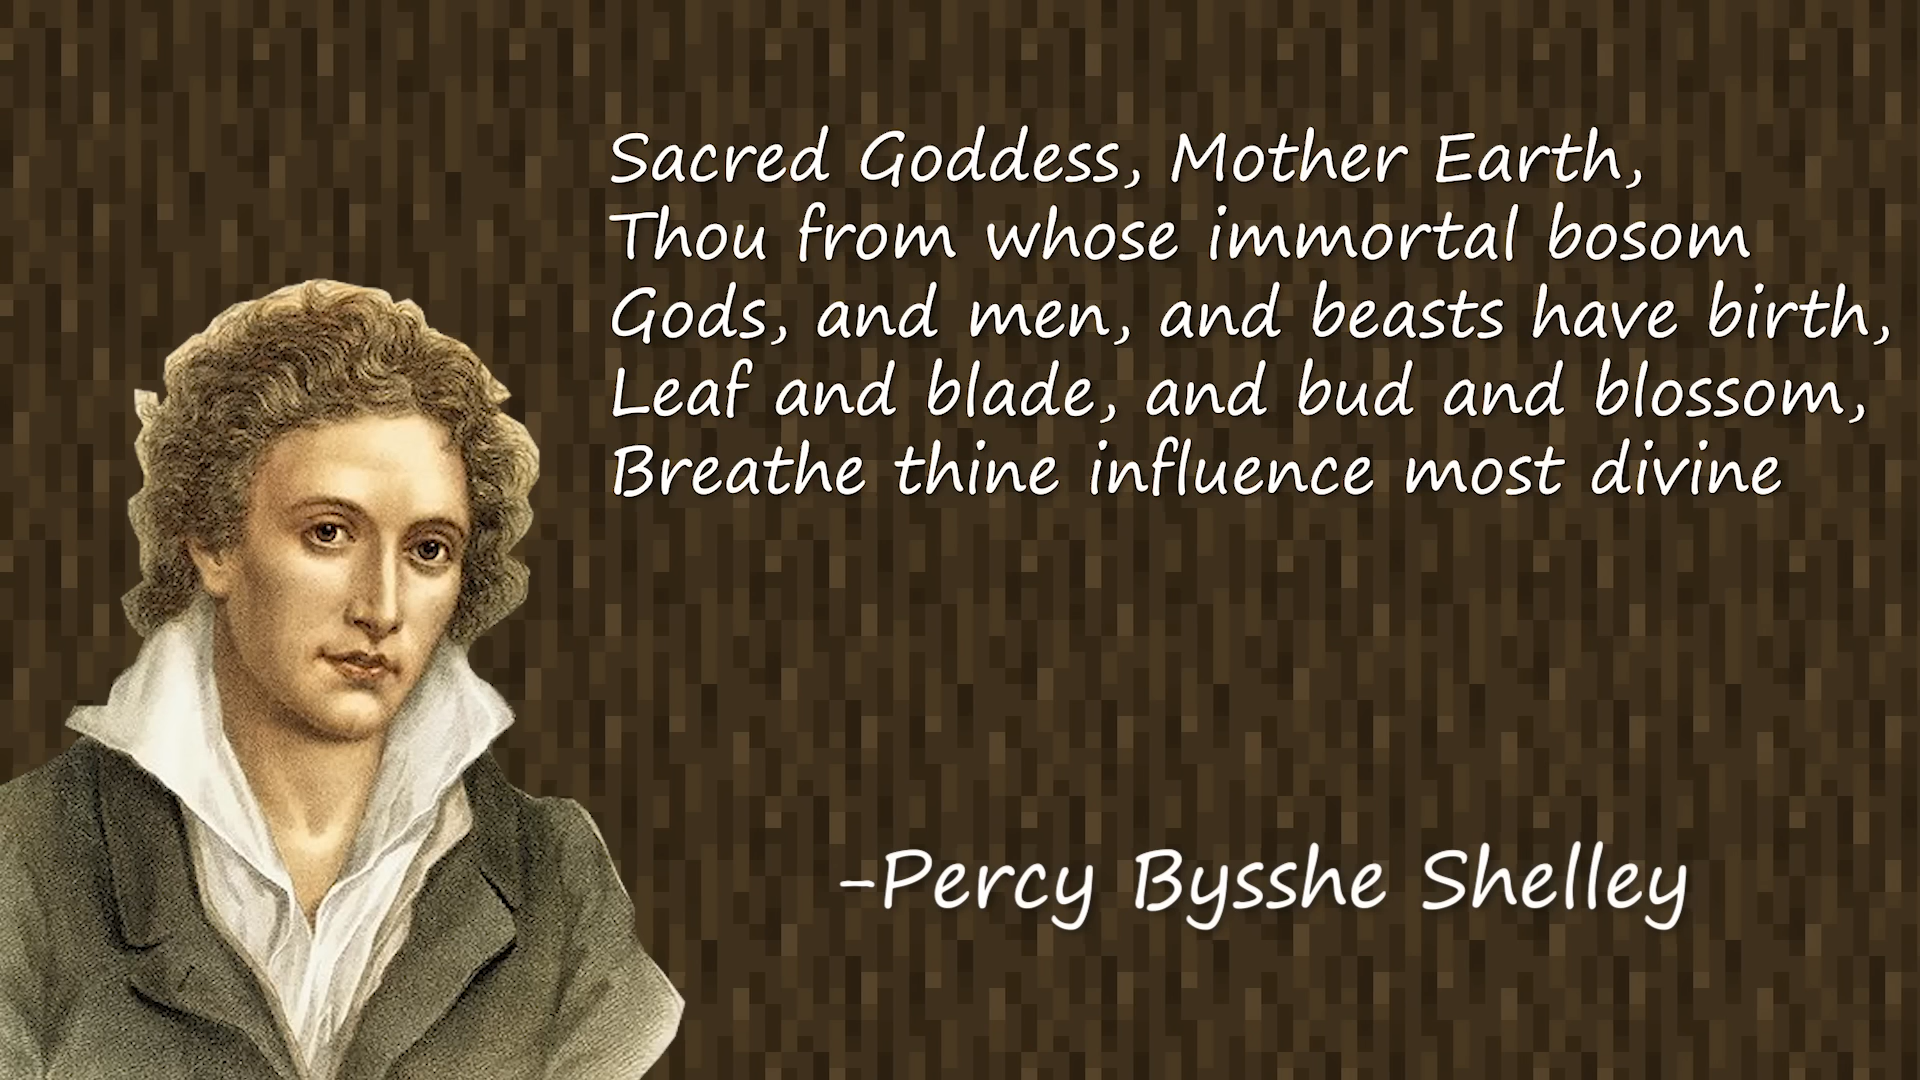 Sacred Goddess, Mother Earth,
Thou from whose immortal bosom
Gods, and men, and beasts have birth,
Leaf and blade, and bud and blossom,
Breathe thine influence most divine
-Percy Bysshe Shelley